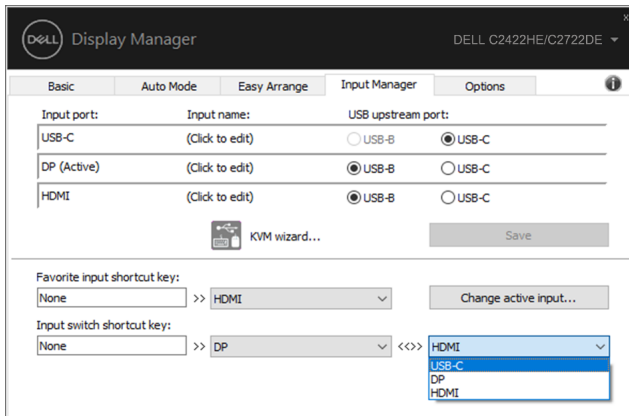 DELL Display Manager DELL C2422HE/C2722DE
Basic Auto Mode Easy Arrange Input Manager Options
Input port: Input name: USB upstream port:
USB-C (Click to edit) USB-B USB-C
DP (Active) (Click to edit) USB-B USB-C
HDMI (Click to edit) USB-B USB-C
KVM wizard... Save
Favorite input shortcut key:
None >> HDMI Change active input...
Input switch shortcut key:
None >> DP <<>> HDMI
USB-C
DP
HDMI